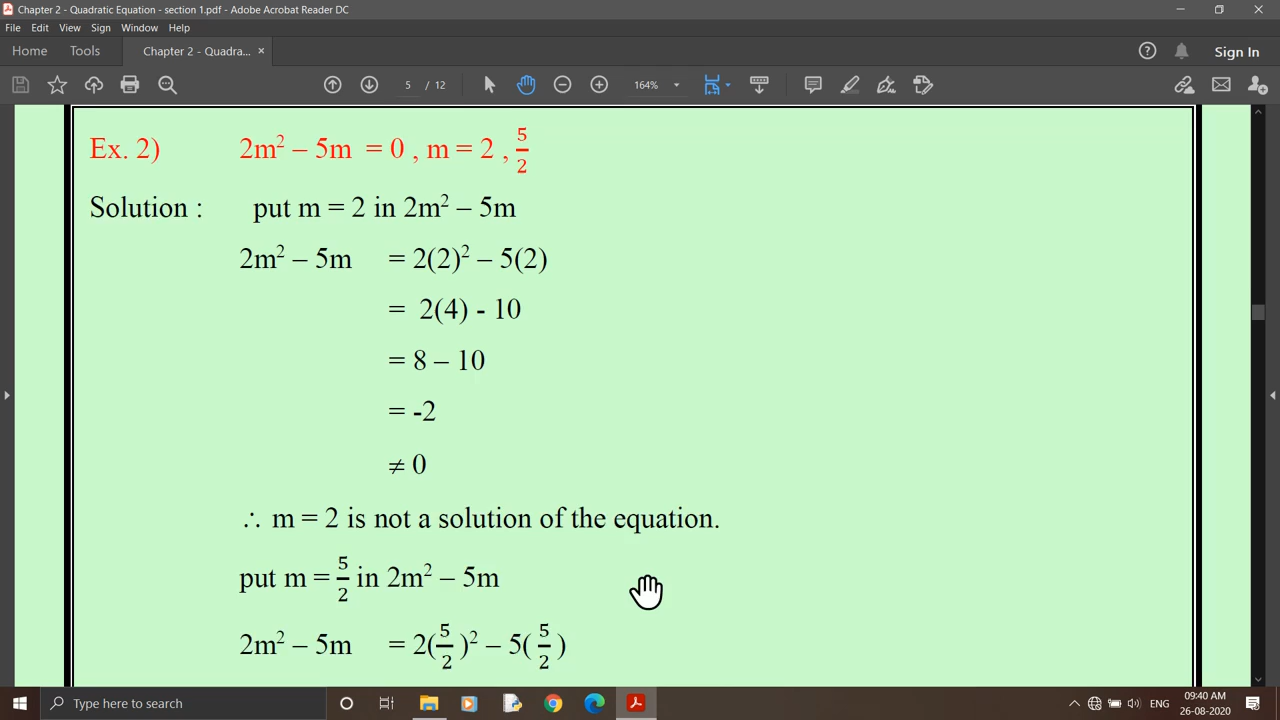 Chapter 2 - Quadratic Equation - section 1.pdf - Adobe Acrobat Reader DC
File Edit View Sign Window Help
Home Tools Chapter 2 - Quadra... × Sign In
5 / 12 164%
Ex. 2) 2m² – 5m = 0 , m = 2 , 5/2
Solution : put m = 2 in 2m² – 5m
2m² – 5m = 2(2)² – 5(2)
= 2(4) - 10
= 8 – 10
= -2
≠ 0
∴ m = 2 is not a solution of the equation.
put m = 5/2 in 2m² – 5m
2m² – 5m = 2(5/2 )² – 5( 5/2 )
Type here to search ENG 09:40 AM
26-08-2020